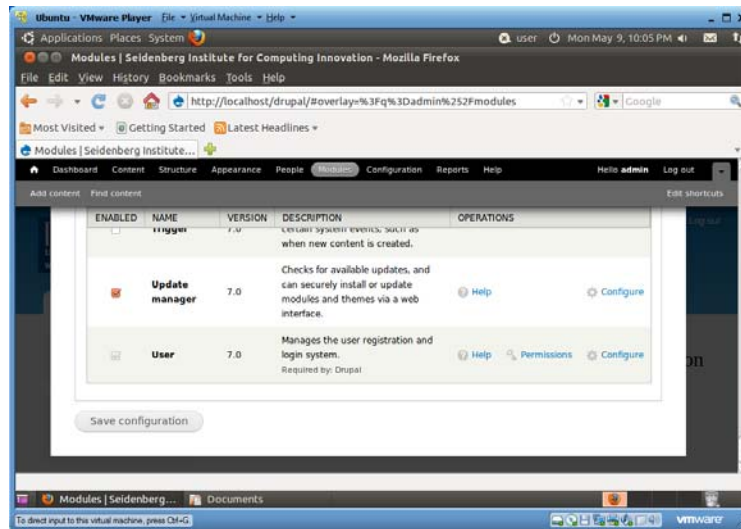 Ubuntu - VMware Player File Virtual Machine Help
Applications Places System user Mon May 9, 10:05 PM
Modules | Seidenberg Institute for Computing Innovation - Mozilla Firefox
File Edit View History Bookmarks Tools Help
http://localhost/drupal/#overlay=%3Fq%3Dadmin%252Fmodules Google
Most Visited Getting Started Latest Headlines
Modules | Seidenberg Institute...
Dashboard Content Structure Appearance People Modules Configuration Reports Help Hello admin Log out
Add content Find content Edit shortcuts
Log out
ENABLED NAME VERSION DESCRIPTION OPERATIONS
Trigger 7.0 certain system events, such as
when new content is created.
Checks for available updates, and
Update can securely install or update
manager 7.0 modules and themes via a web Help Configure
interface.
Manages the user registration and
User 7.0 login system. Help Permissions Configure
Required by: Drupal
on
Save configuration
Modules | Seidenberg... Documents
To direct input to this virtual machine, press Ctrl+G. vmware